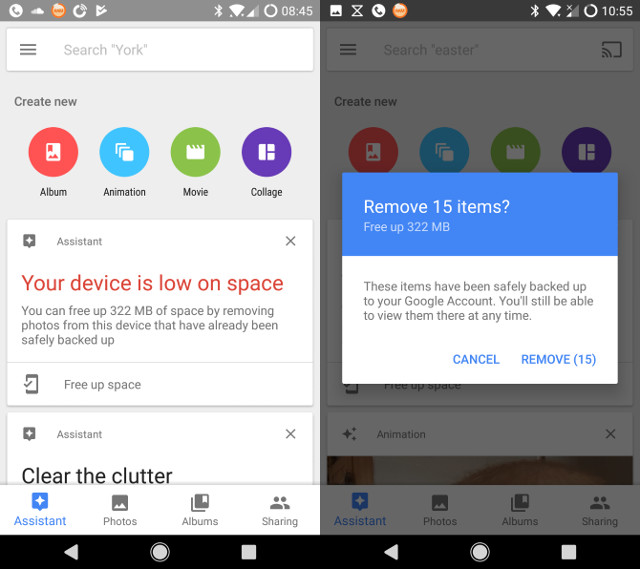 08:45
Search "York"
Create new
Album
Animation
Movie
Collage
Assistant
Your device is low on space
You can free up 322 MB of space by removing
photos from this device that have already been
safely backed up
Free up space
Assistant
Clear the clutter
Assistant
Photos
Albums
Sharing
10:55
Search "easter"
Create new
Remove 15 items?
Free up 322 MB
These items have been safely backed up
to your Google Account. You'll still be able
to view them there at any time.
CANCEL
REMOVE (15)
Free up space
Animation
Assistant
Photos
Albums
Sharing